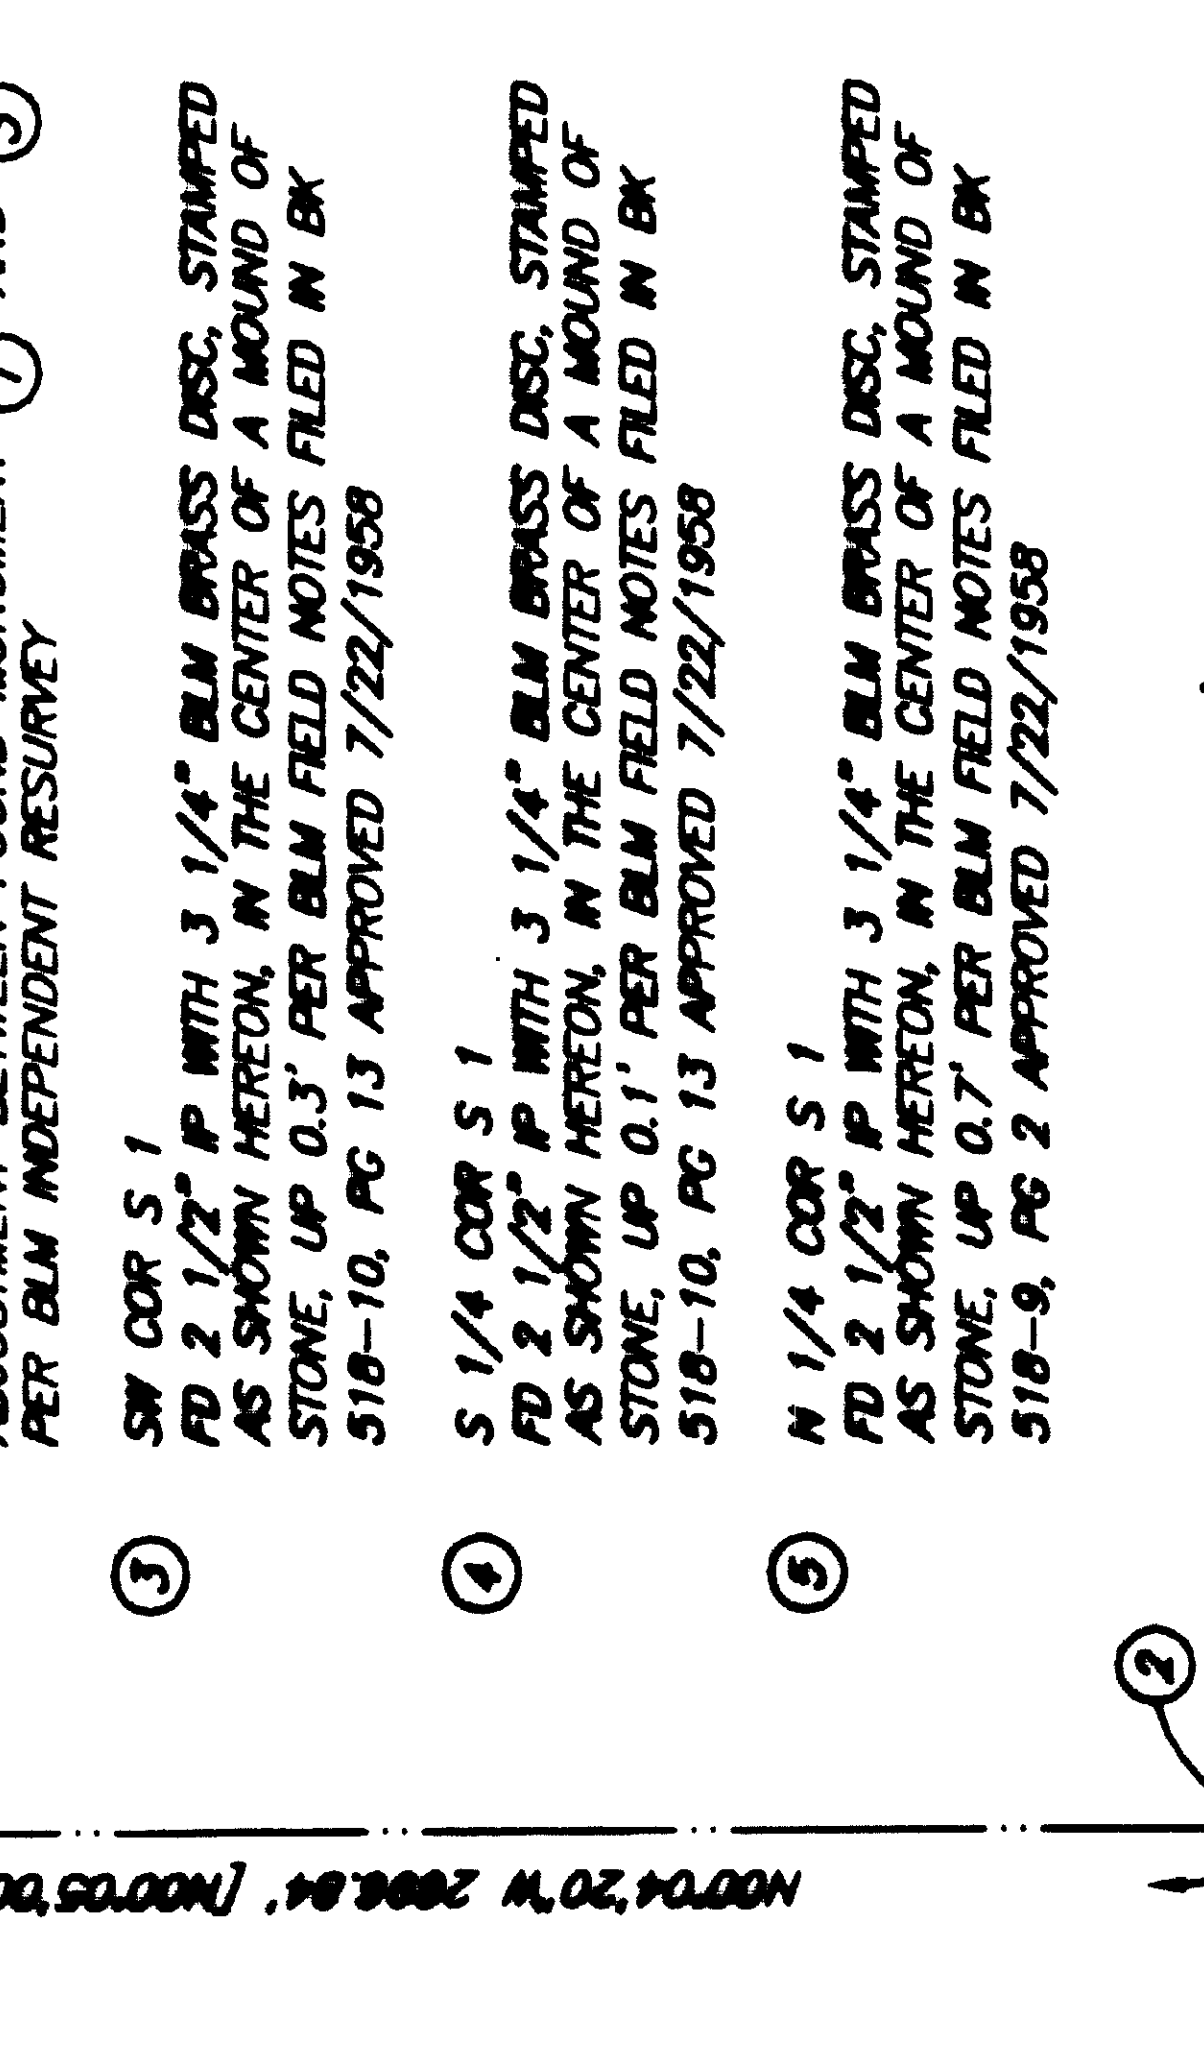 PER BLM INDEPENDENT RESURVEY
3
SW COR S 1
FD 2 1/2" IP WITH 3 1/4" BLM BRASS DISC, STAMPED
AS SHOWN HEREON, IN THE CENTER OF A MOUND OF
STONE, UP 0.3' PER BLM FIELD NOTES FILED IN BK
518-10, PG 13 APPROVED 7/22/1958
4
S 1/4 COR S 1
FD 2 1/2" IP WITH 3 1/4" BLM BRASS DISC, STAMPED
AS SHOWN HEREON, IN THE CENTER OF A MOUND OF
STONE, UP 0.1' PER BLM FIELD NOTES FILED IN BK
518-10, PG 13 APPROVED 7/22/1958
5
N 1/4 COR S 1
FD 2 1/2" IP WITH 3 1/4" BLM BRASS DISC, STAMPED
AS SHOWN HEREON, IN THE CENTER OF A MOUND OF
STONE, UP 0.7' PER BLM FIELD NOTES FILED IN BK
518-9, PG 2 APPROVED 7/22/1958
2
N00°04'20"W [N00°05'00